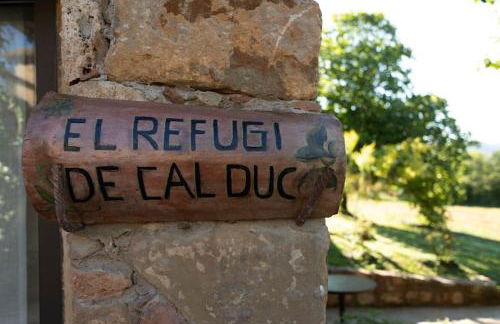 EL REFUGI
DE CAL DUC